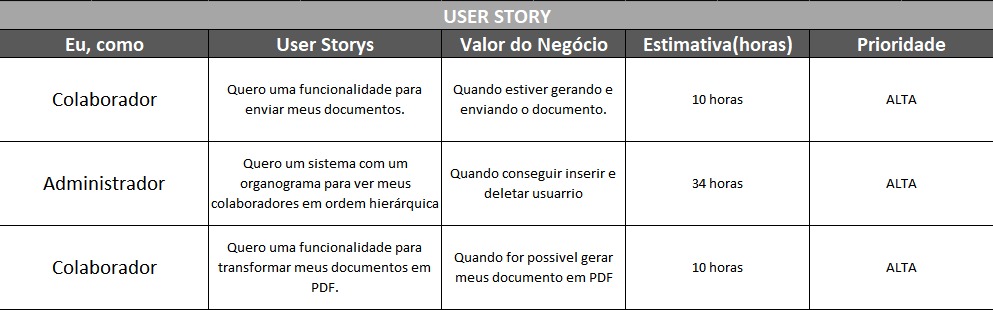 USER STORY
Eu, como
User Storys
Valor do Negócio
Estimativa(horas)
Prioridade
Colaborador
Quero uma funcionalidade para
enviar meus documentos.
Quando estiver gerando e
enviando o documento.
10 horas
ALTA
Administrador
Quero um sistema com um
organograma para ver meus
colaboradores em ordem hierárquica
Quando conseguir inserir e
deletar usuarrio
34 horas
ALTA
Colaborador
Quero uma funcionalidade para
transformar meus documentos em
PDF.
Quando for possivel gerar
meus documento em PDF
10 horas
ALTA